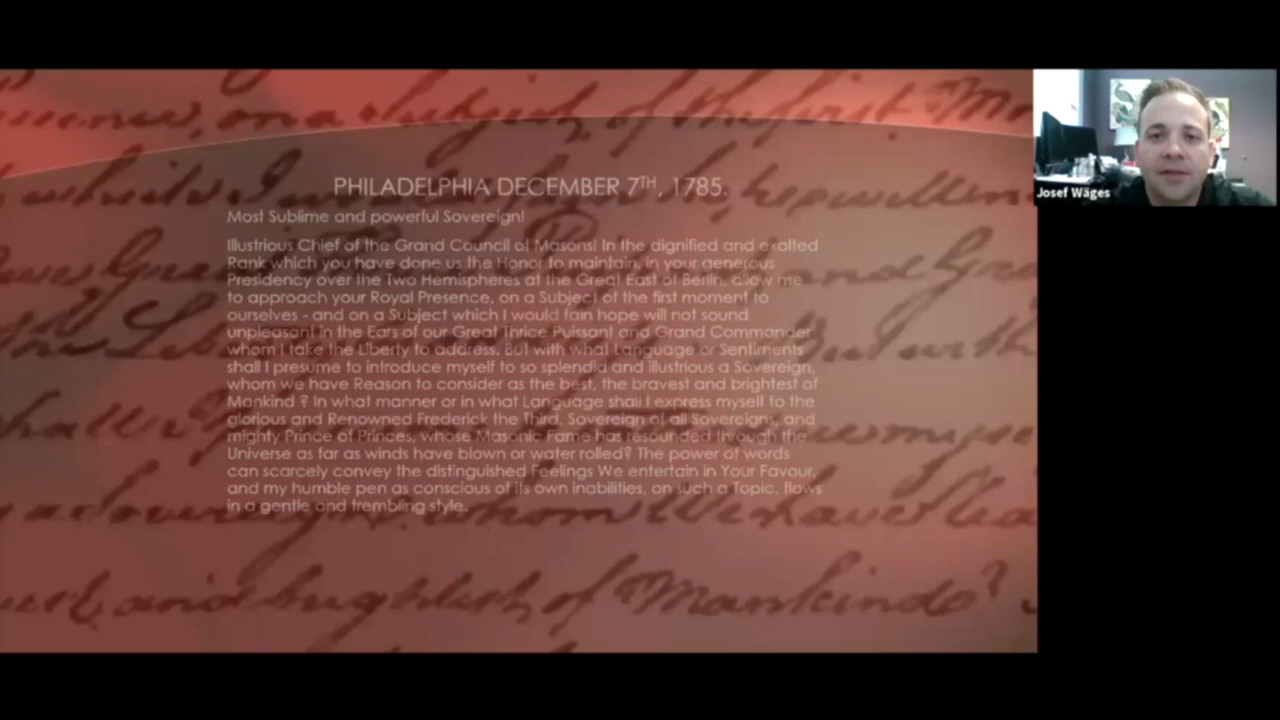 PHILADELPHIA DECEMBER 7TH, 1785.
Most Sublime and powerful Sovereign!
Illustrious Chief of the Grand Council of Masons! In the dignified and exalted
Rank which you have done us the Honor to maintain, in your generous
Presidency over the Two Hemispheres at the Great East of Berlin, allow me
to approach your Royal Presence, on a Subject of the first moment to
ourselves - and on a Subject which I would fain hope will not sound
unpleasant in the Ears of our Great Thrice Puissant and Grand Commander
whom I take the Liberty to address. But with what Language or Sentiments
shall I presume to introduce myself to so splendid and illustrious a Sovereign,
whom we have Reason to consider as the best, the bravest and brightest of
Mankind ? In what manner or in what Language shall I express myself to the
glorious and Renowned Frederick the Third, Sovereign of all Sovereigns, and
mighty Prince of Princes, whose Masonic Fame has resounded through the
Universe as far as winds have blown or water rolled? The power of words
can scarcely convey the distinguished Feelings We entertain in Your Favour,
and my humble pen as conscious of its own inabilities, on such a Topic, flows
in a gentle and trembling style.
Josef Wäges
on a Subject of the first
and brightest of Mankind?